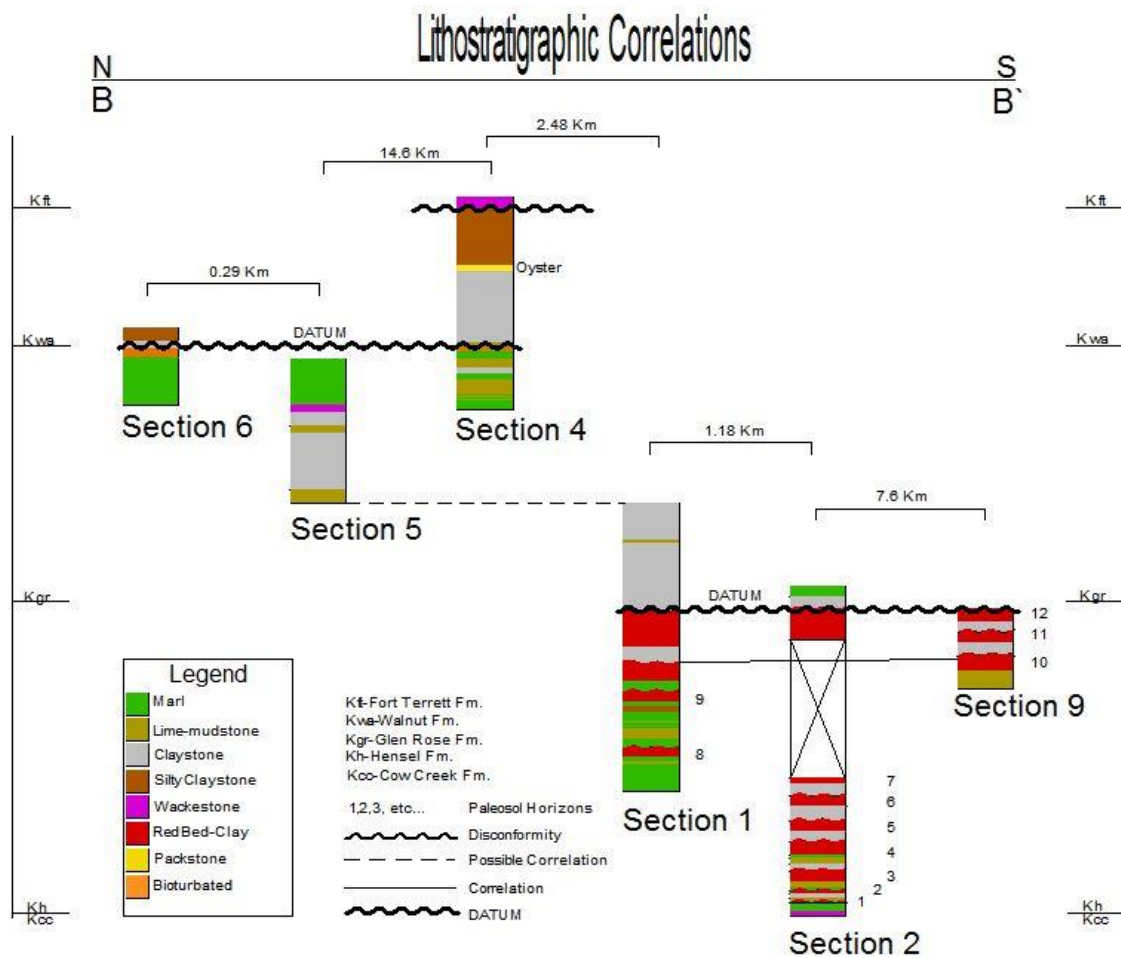 Lithostratigraphic Correlations
N S
B B`
2.48 Km
14.6 Km
Kft Kft
Oyster
0.29 Km
DATUM
Kwa Kwa
Section 6
Section 4
1.18 Km
7.6 Km
Section 5
DATUM
Kgr Kgr
12
11
10
Section 9
9
8
Section 1
7
6
5
4
3
2
1
Kh Kh
Kcc Kcc
Section 2
Legend
Marl
Lime-mudstone
Claystone
Silty Claystone
Wackestone
Red Bed-Clay
Packstone
Bioturbated
Kft-Fort Terrett Fm.
Kwa-Walnut Fm.
Kgr-Glen Rose Fm.
Kh-Hensel Fm.
Kcc-Cow Creek Fm.
1,2,3, etc... Paleosol Horizons
Disconformity
Possible Correlation
Correlation
DATUM